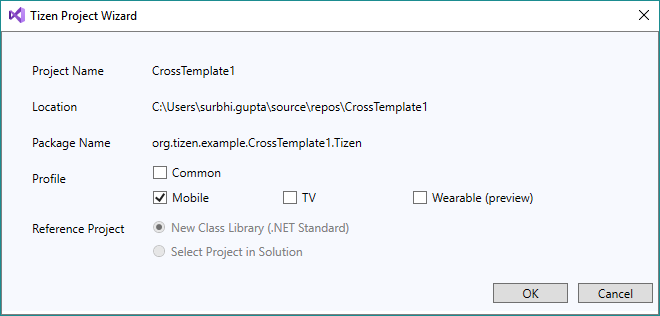 Tizen Project Wizard
Project Name CrossTemplate1
Location C:\Users\surbhi.gupta\source\repos\CrossTemplate1
Package Name org.tizen.example.CrossTemplate1.Tizen
Profile Common
Mobile TV Wearable (preview)
Reference Project New Class Library (.NET Standard)
Select Project in Solution
OK Cancel